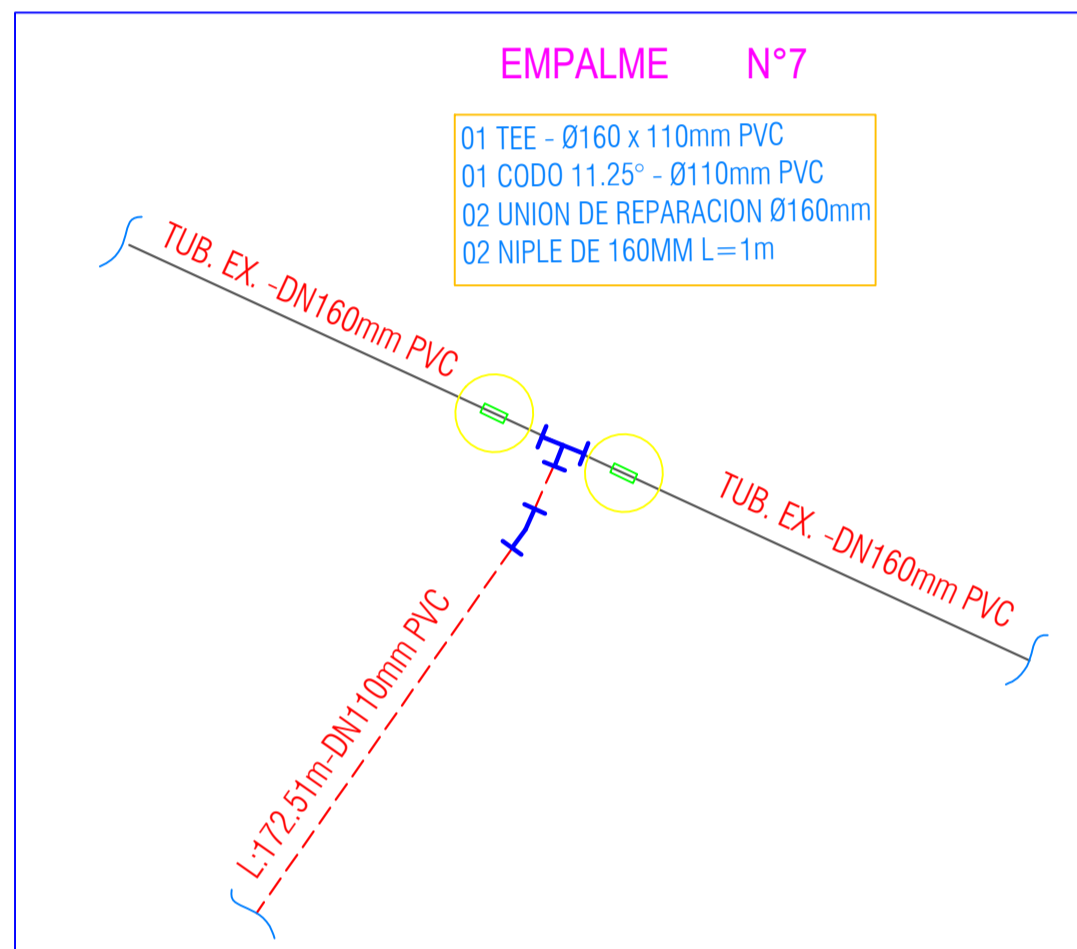 EMPALME N°7
01 TEE - Ø160 x 110mm PVC
01 CODO 11.25° - Ø110mm PVC
02 UNION DE REPARACION Ø160mm
02 NIPLE DE 160MM L=1m
TUB. EX. -DN160mm PVC
TUB. EX. -DN160mm PVC
L:172.51m-DN110mm PVC